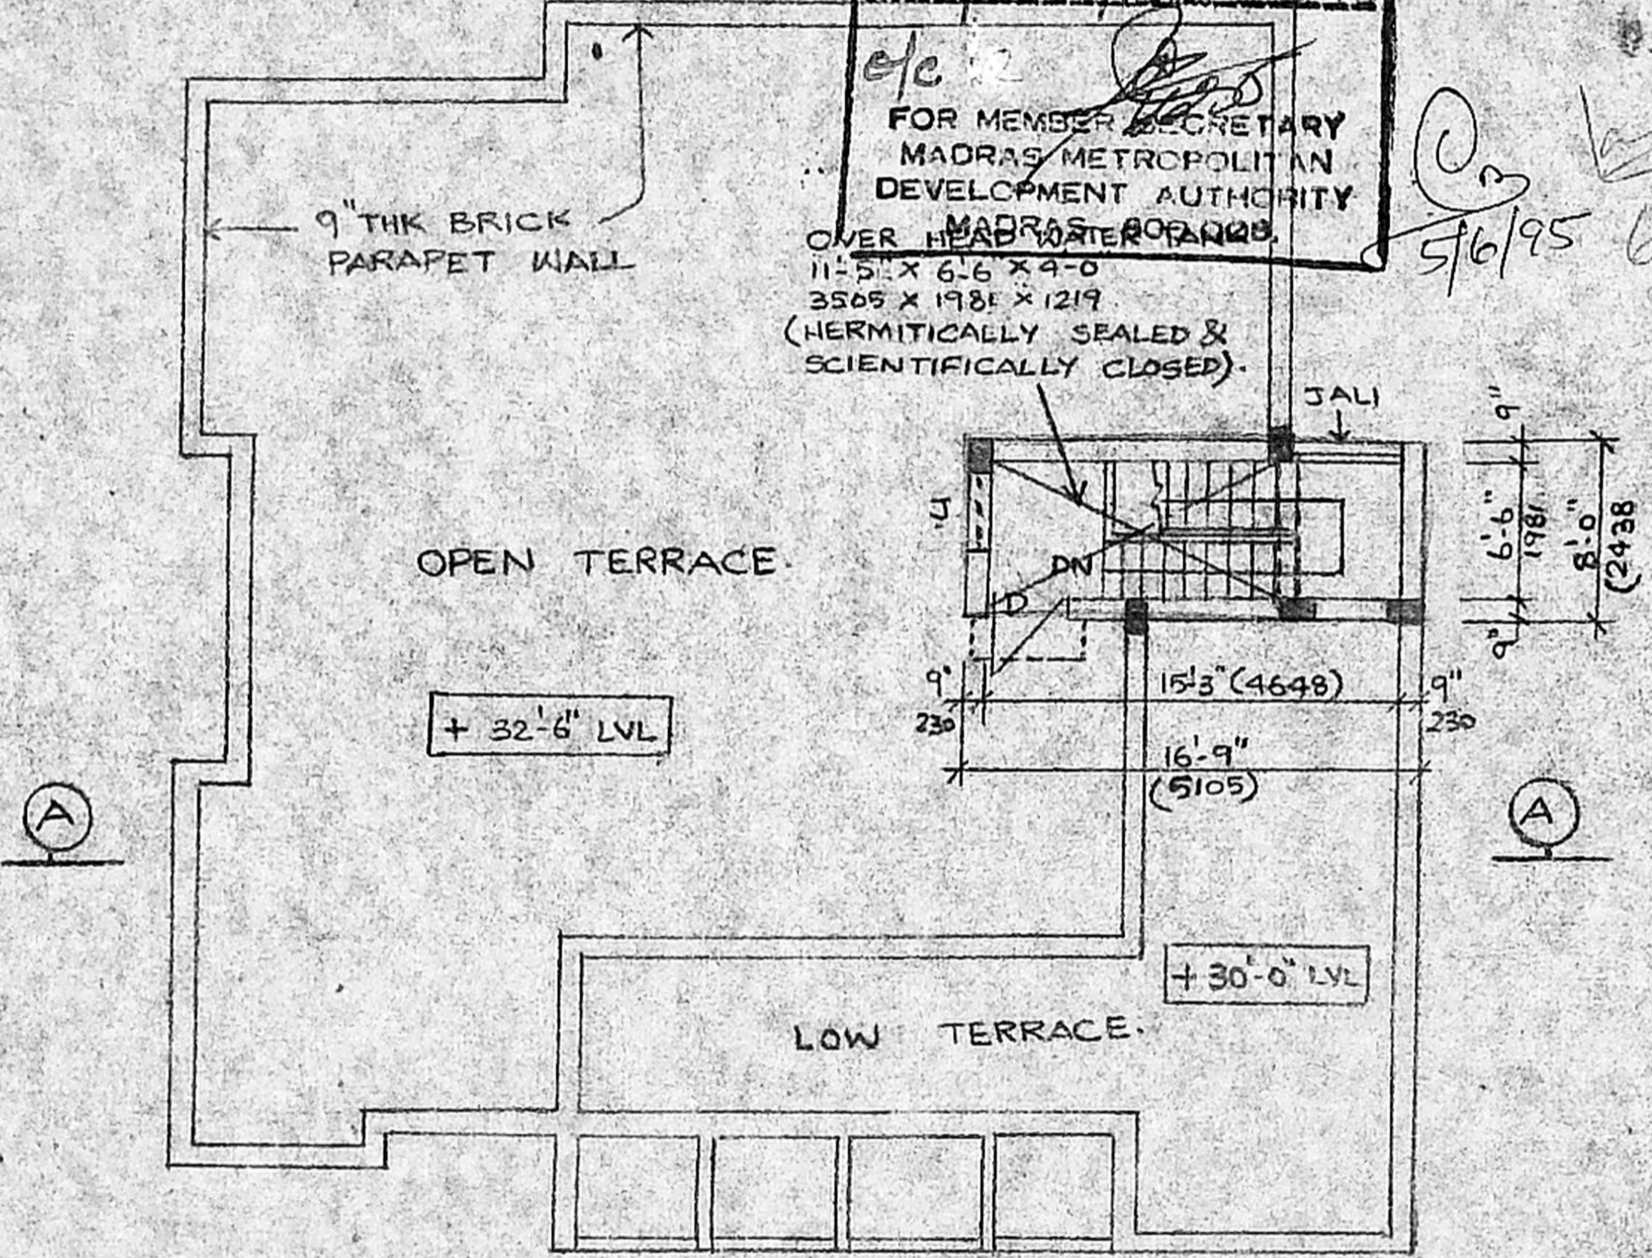 c/c
FOR MEMBER SECRETARY
MADRAS METROPOLITAN
DEVELOPMENT AUTHORITY
MADRAS 600 008.
5/6/95
9" THK BRICK
PARAPET WALL
OVER HEAD WATER TANK
11'-5" x 6'-6 x 4-0
3505 x 1981 x 1219
(HERMITICALLY SEALED &
SCIENTIFICALLY CLOSED).
JALI
9"
6'-6"
1981
8'-0"
(2438
9"
OPEN TERRACE.
DN
D
9"
230
15'-3" (4648)
9"
230
16'-9"
(5105)
+ 32'-6" LVL
A
A
+ 30'-0" LVL
LOW TERRACE.